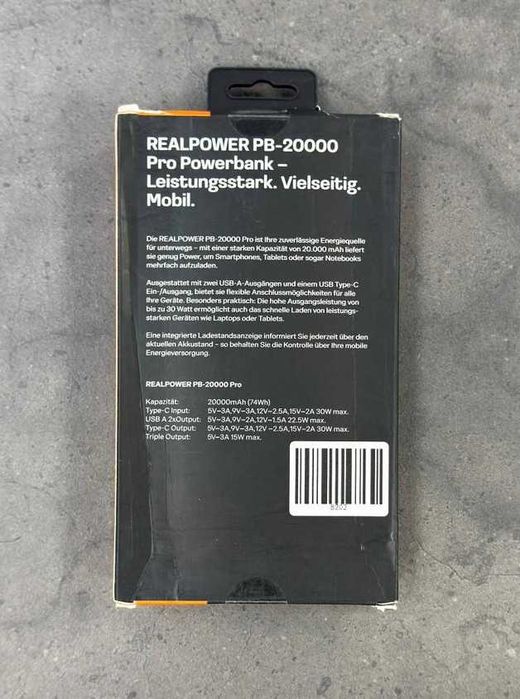 REALPOWER PB-20000
Pro Powerbank –
Leistungsstark. Vielseitig.
Mobil.
Die REALPOWER PB-20000 Pro ist Ihre zuverlässige Energiequelle
für unterwegs – mit einer starken Kapazität von 20.000 mAh liefert
sie genug Power, um Smartphones, Tablets oder sogar Notebooks
mehrfach aufzuladen.
Ausgestattet mit zwei USB-A-Ausgängen und einem USB Type-C
Ein-/Ausgang, bietet sie flexible Anschlussmöglichkeiten für alle
Ihre Geräte. Besonders praktisch: Die hohe Ausgangsleistung von
bis zu 30 Watt ermöglicht auch das schnelle Laden von leistungs-
starken Geräten wie Laptops oder Tablets.
Eine integrierte Ladestandsanzeige informiert Sie jederzeit über den
aktuellen Akkustand – so behalten Sie die Kontrolle über Ihre mobile
Energieversorgung.
REALPOWER PB-20000 Pro
Kapazität: 20000mAh (74Wh)
Type-C Input: 5V⎓3A,9V⎓3A,12V⎓2.5A,15V⎓2A 30W max.
USB A 2xOutput: 5V⎓3A,9V⎓2A,12V⎓1.5A 22.5W max.
Type-C Output: 5V⎓3A,9V⎓3A,12V⎓2.5A,15V⎓2A 30W max.
Triple Output: 5V⎓3A 15W max.
8202